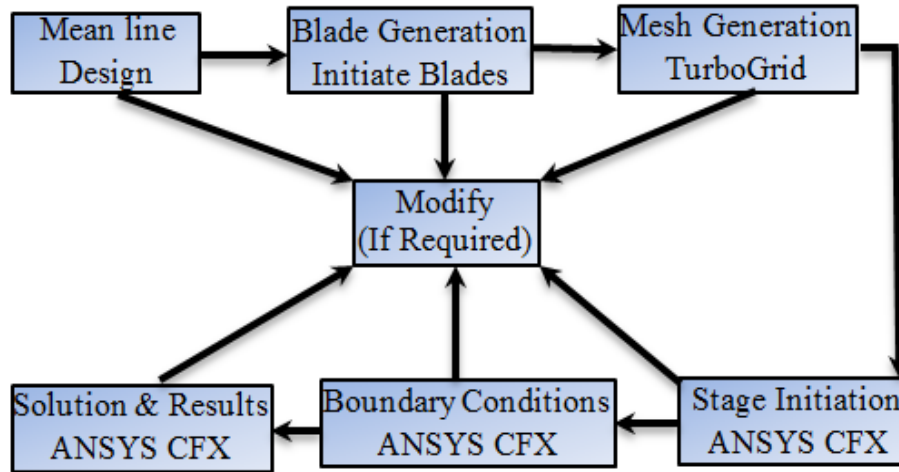 Mean line
Design
Blade Generation
Initiate Blades
Mesh Generation
TurboGrid
Modify
(If Required)
Solution & Results
ANSYS CFX
Boundary Conditions
ANSYS CFX
Stage Initiation
ANSYS CFX